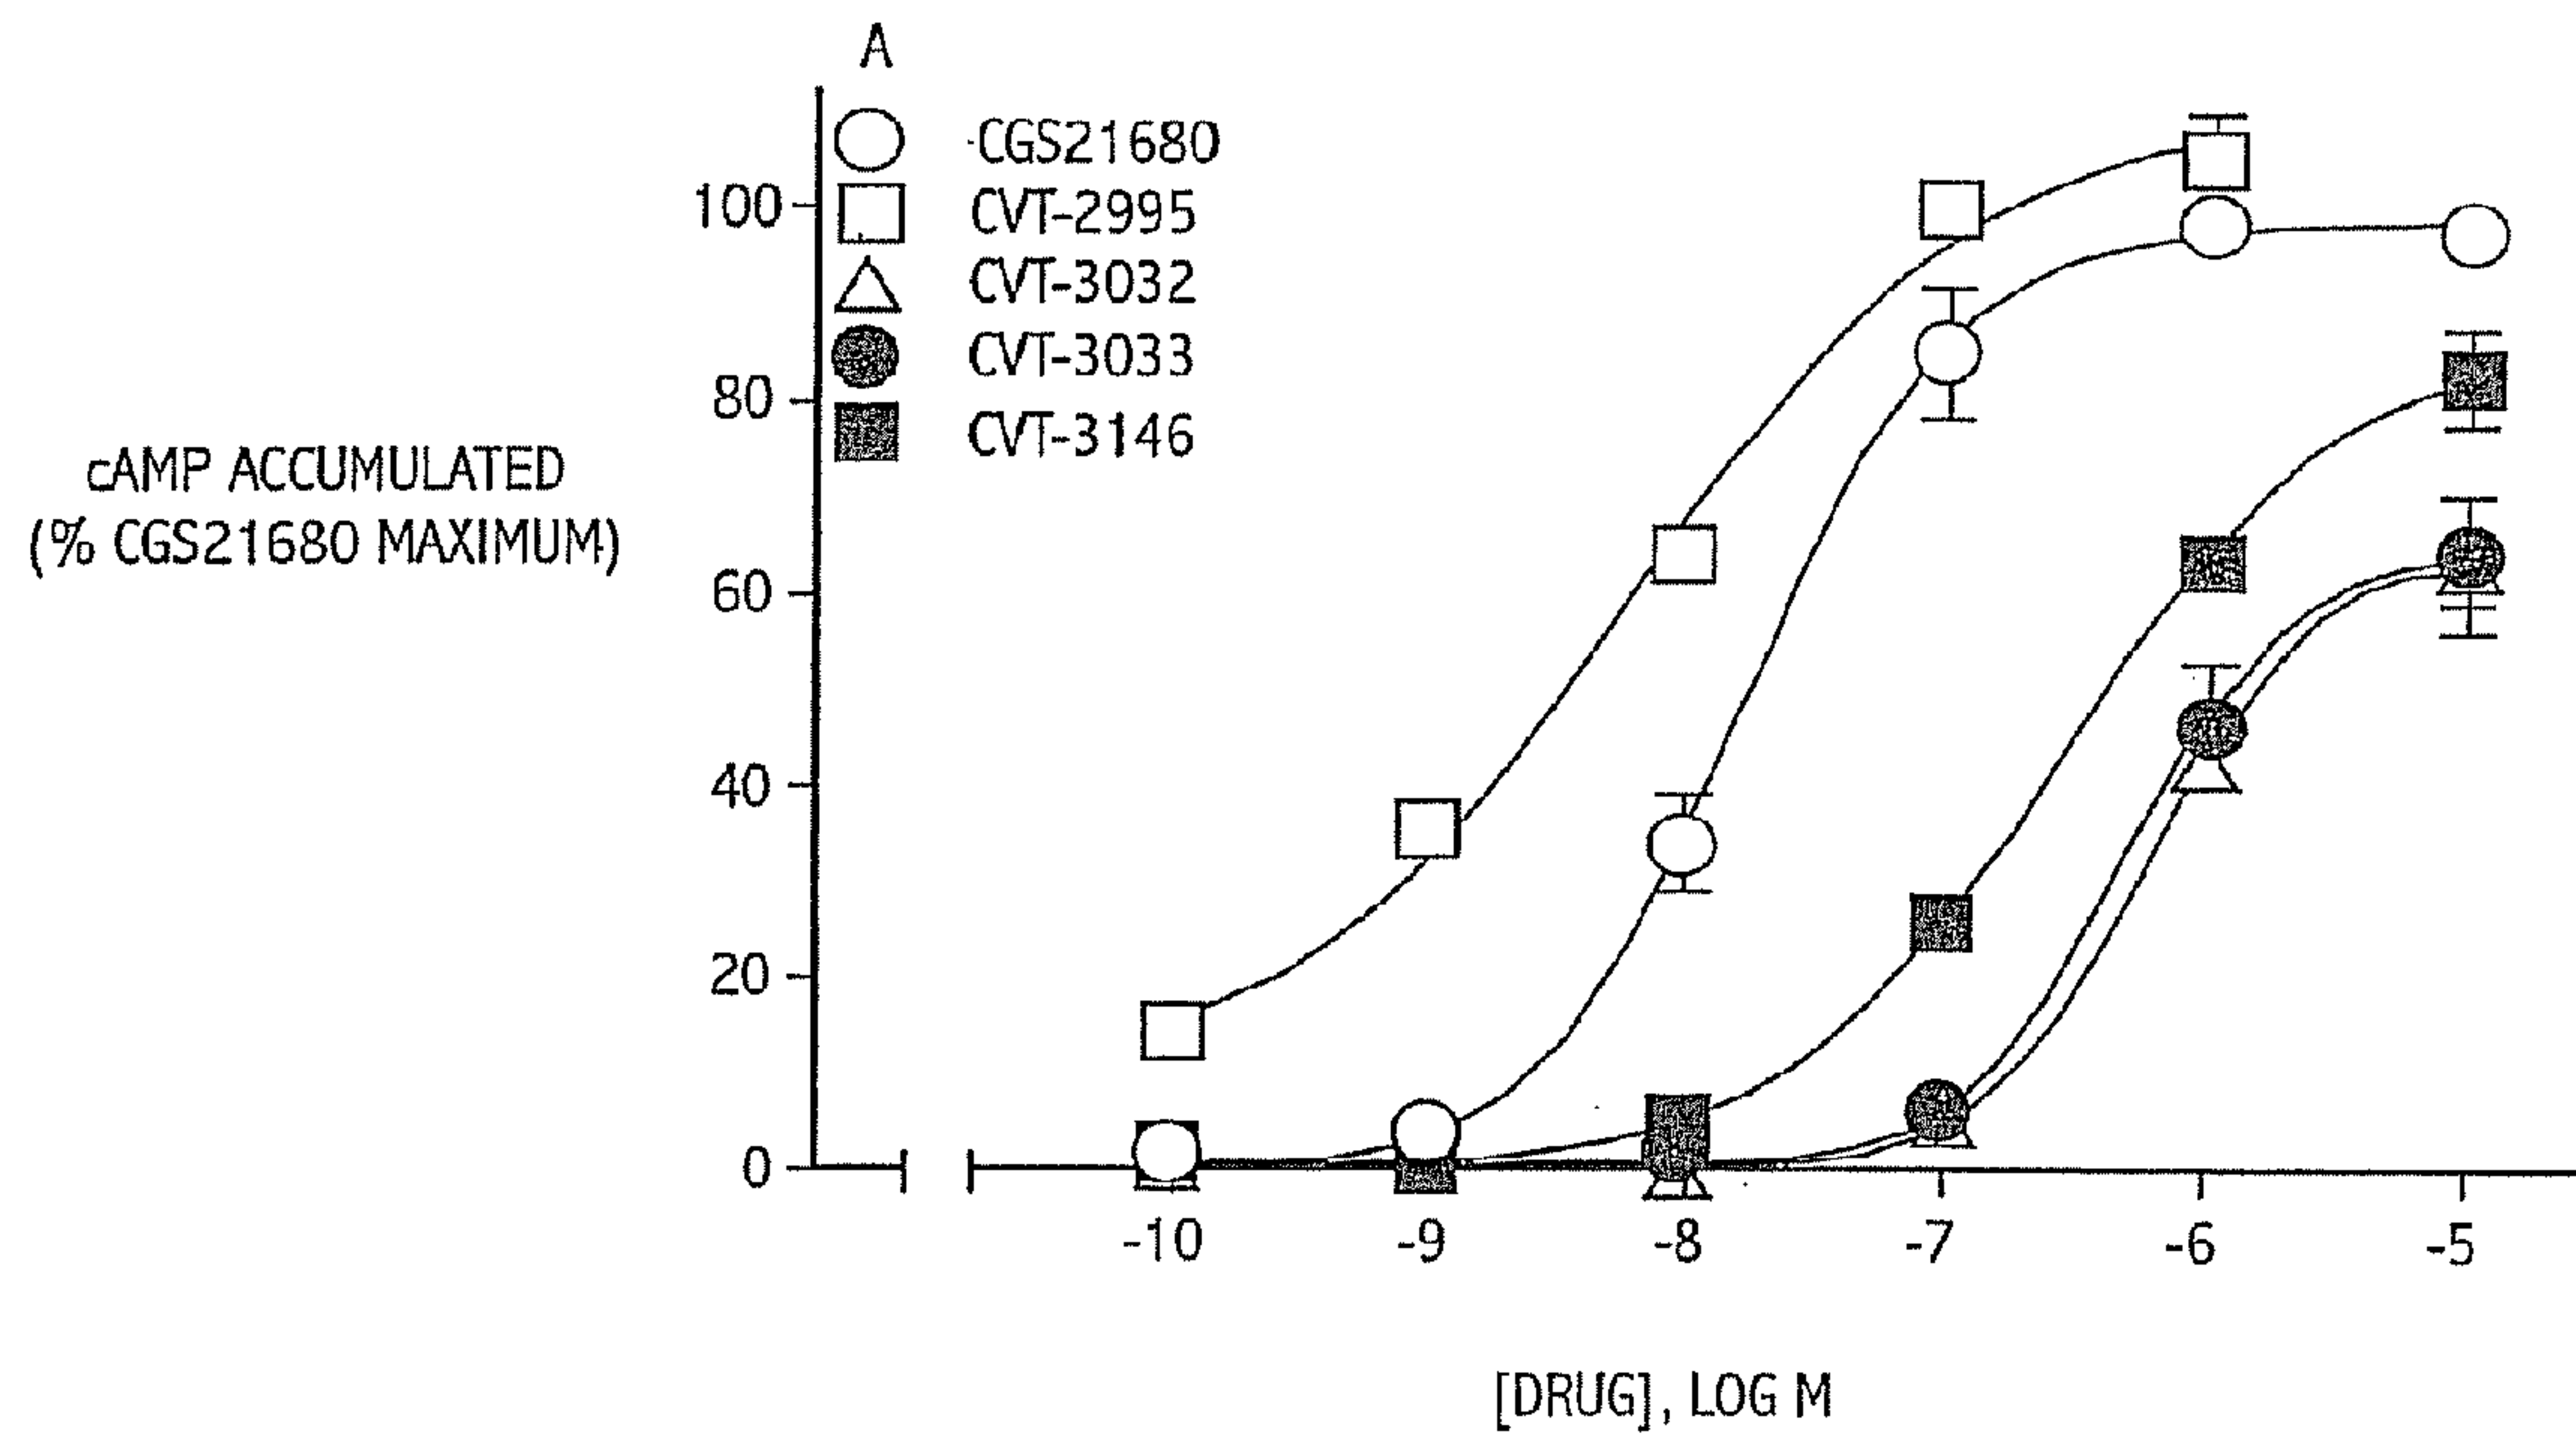 A
CGS21680
CVT-2995
CVT-3032
CVT-3033
CVT-3146
cAMP ACCUMULATED
(% CGS21680 MAXIMUM)
100
80
60
40
20
0
-10 -9 -8 -7 -6 -5
[DRUG], LOG M